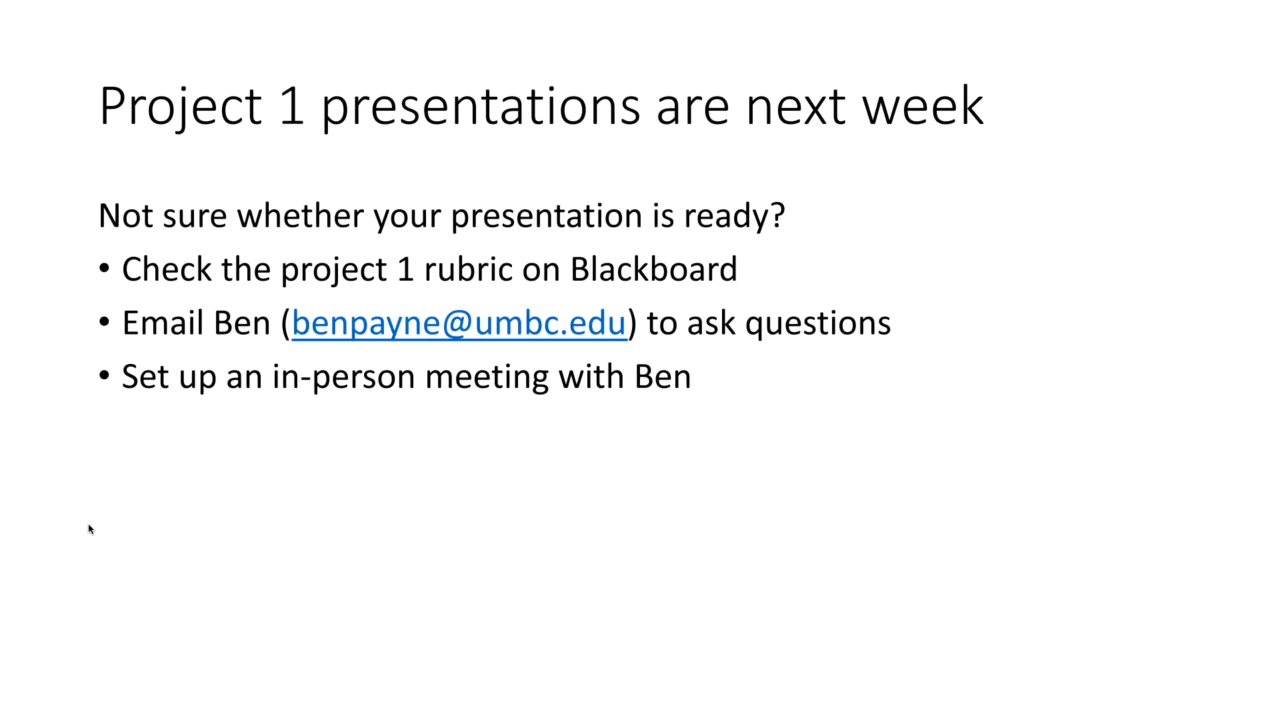 Project 1 presentations are next week
Not sure whether your presentation is ready?
• Check the project 1 rubric on Blackboard
• Email Ben (benpayne@umbc.edu) to ask questions
• Set up an in-person meeting with Ben